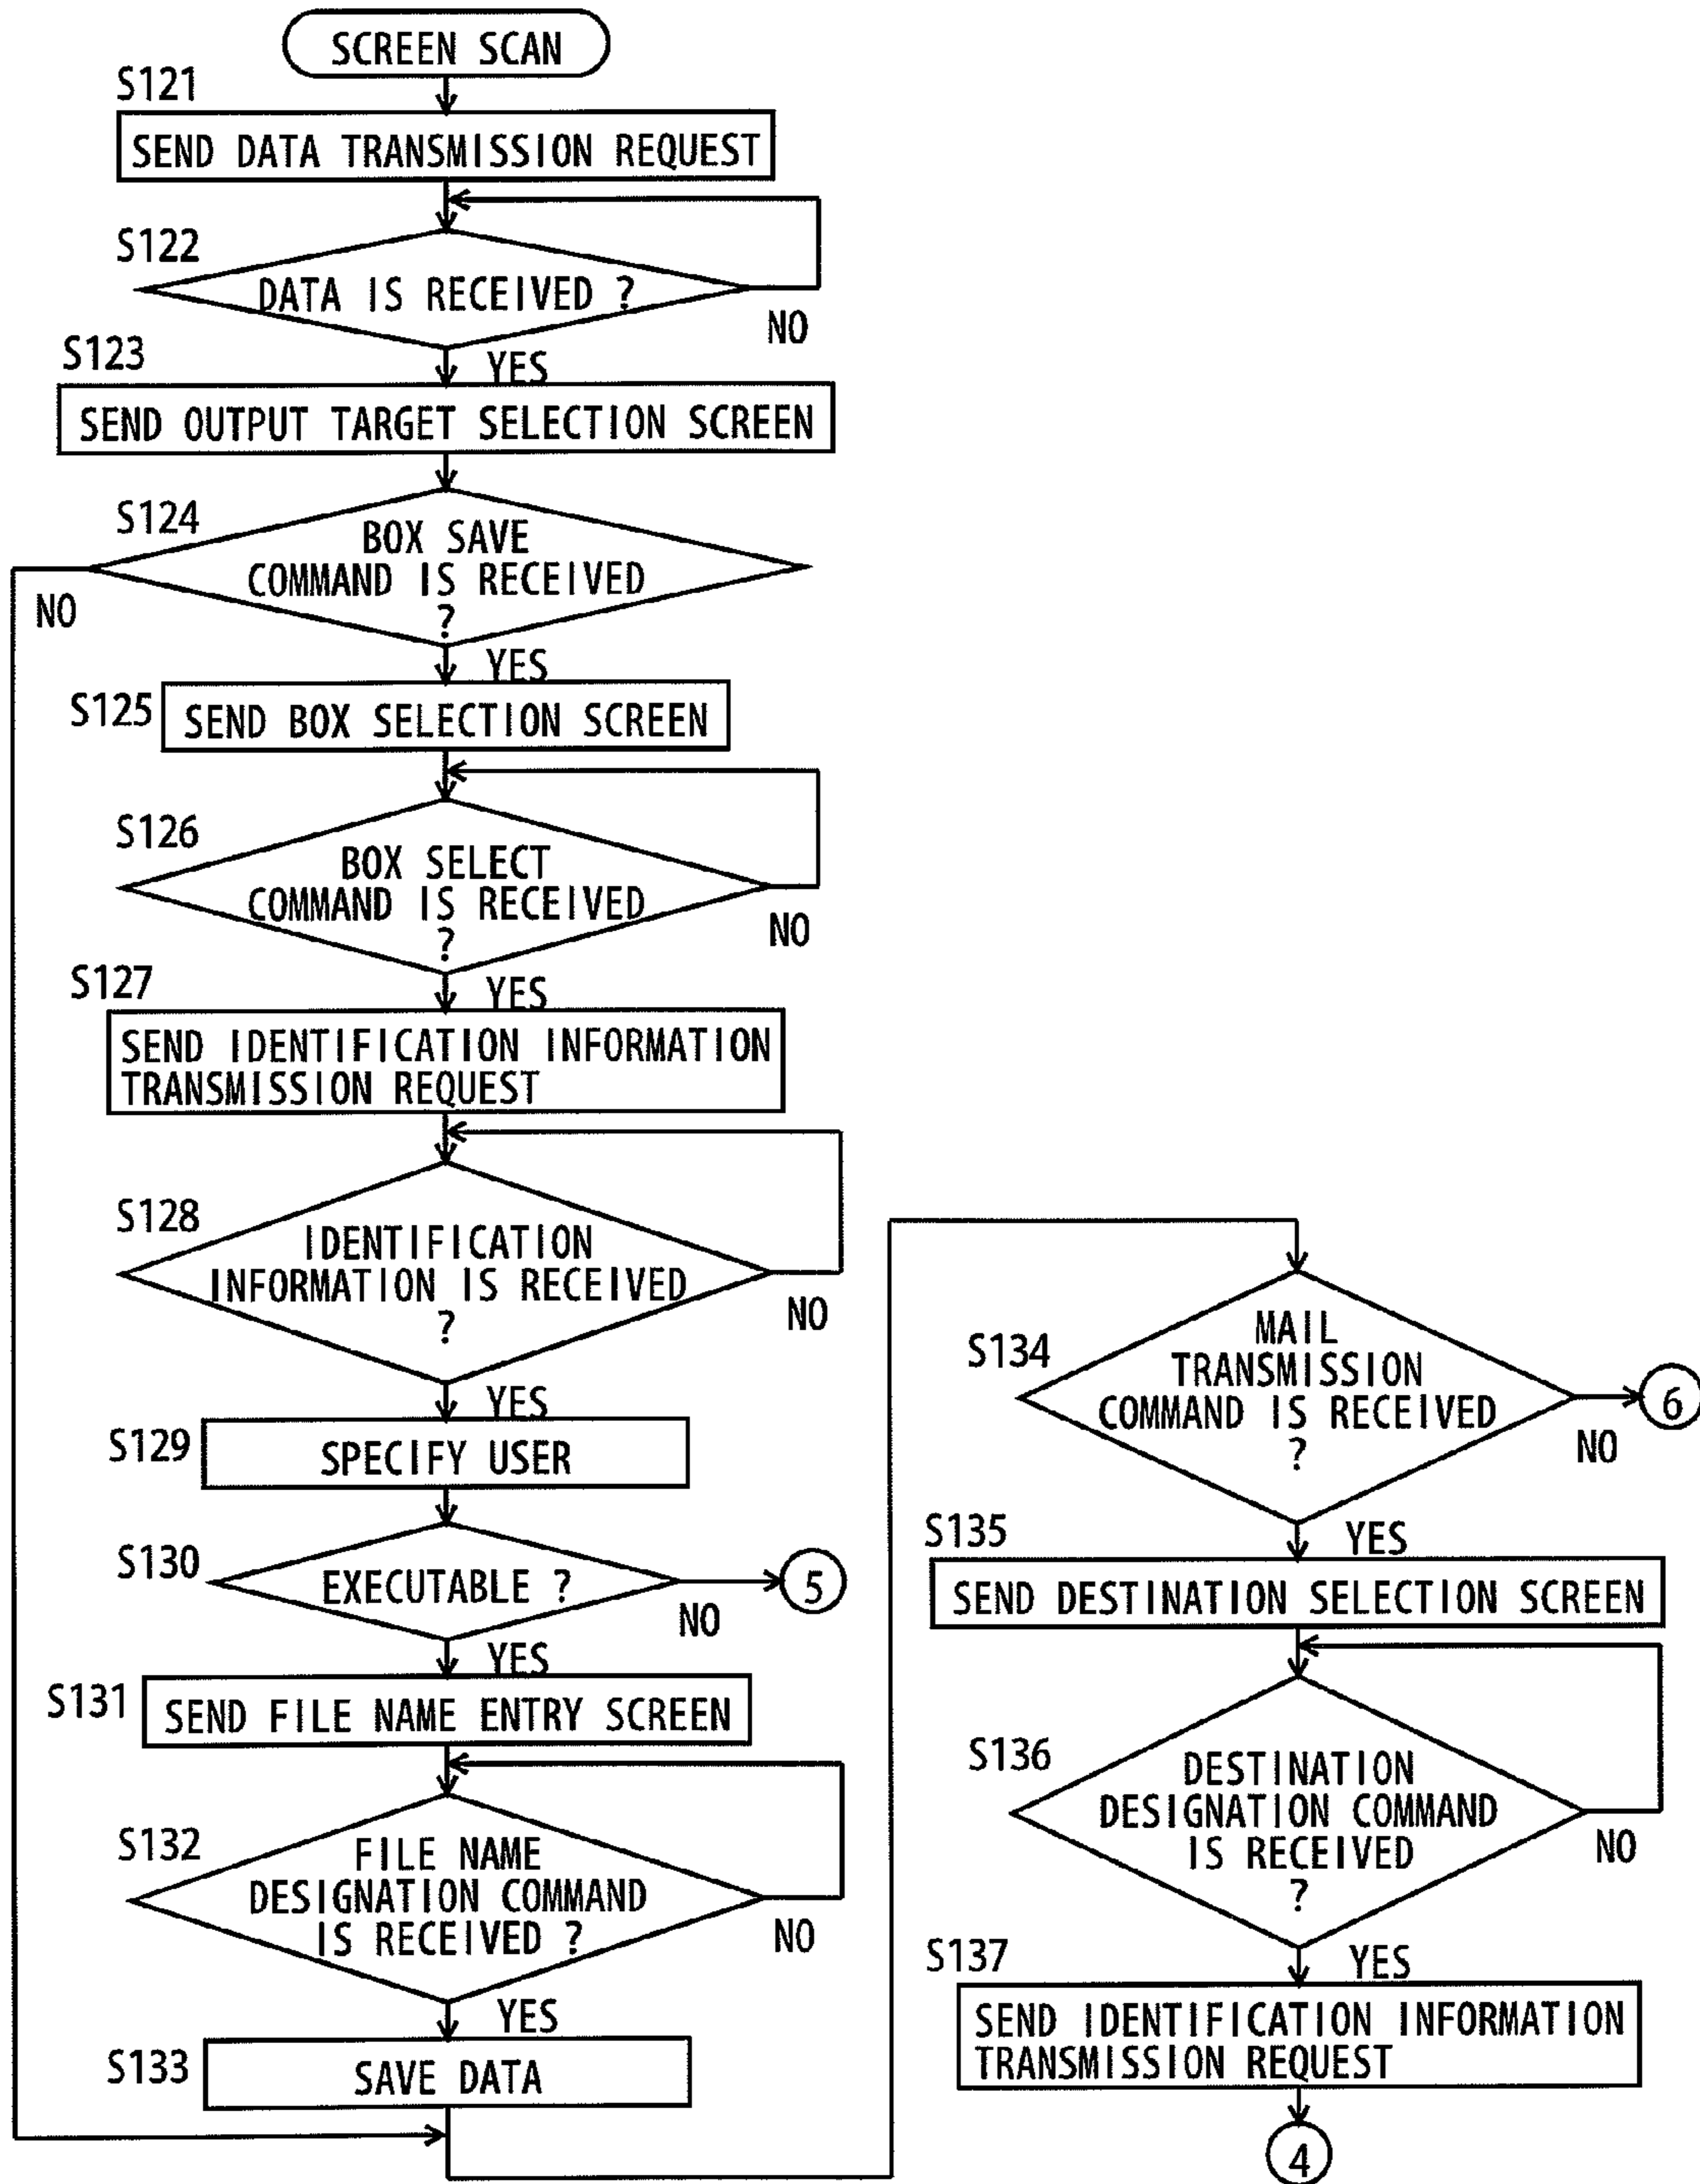 SCREEN SCAN
S121
SEND DATA TRANSMISSION REQUEST
S122
DATA IS RECEIVED ?
NO
S123
YES
SEND OUTPUT TARGET SELECTION SCREEN
S124
BOX SAVE
COMMAND IS RECEIVED
?
NO
YES
S125
SEND BOX SELECTION SCREEN
S126
BOX SELECT
COMMAND IS RECEIVED
?
NO
S127
YES
SEND IDENTIFICATION INFORMATION
TRANSMISSION REQUEST
S128
IDENTIFICATION
INFORMATION IS RECEIVED
?
NO
YES
S129
SPECIFY USER
S130
EXECUTABLE ?
NO
5
YES
S131
SEND FILE NAME ENTRY SCREEN
S132
FILE NAME
DESIGNATION COMMAND
IS RECEIVED ?
NO
YES
S133
SAVE DATA
S134
MAIL
TRANSMISSION
COMMAND IS RECEIVED
?
NO
6
S135
YES
SEND DESTINATION SELECTION SCREEN
S136
DESTINATION
DESIGNATION COMMAND
IS RECEIVED
?
NO
S137
YES
SEND IDENTIFICATION INFORMATION
TRANSMISSION REQUEST
4